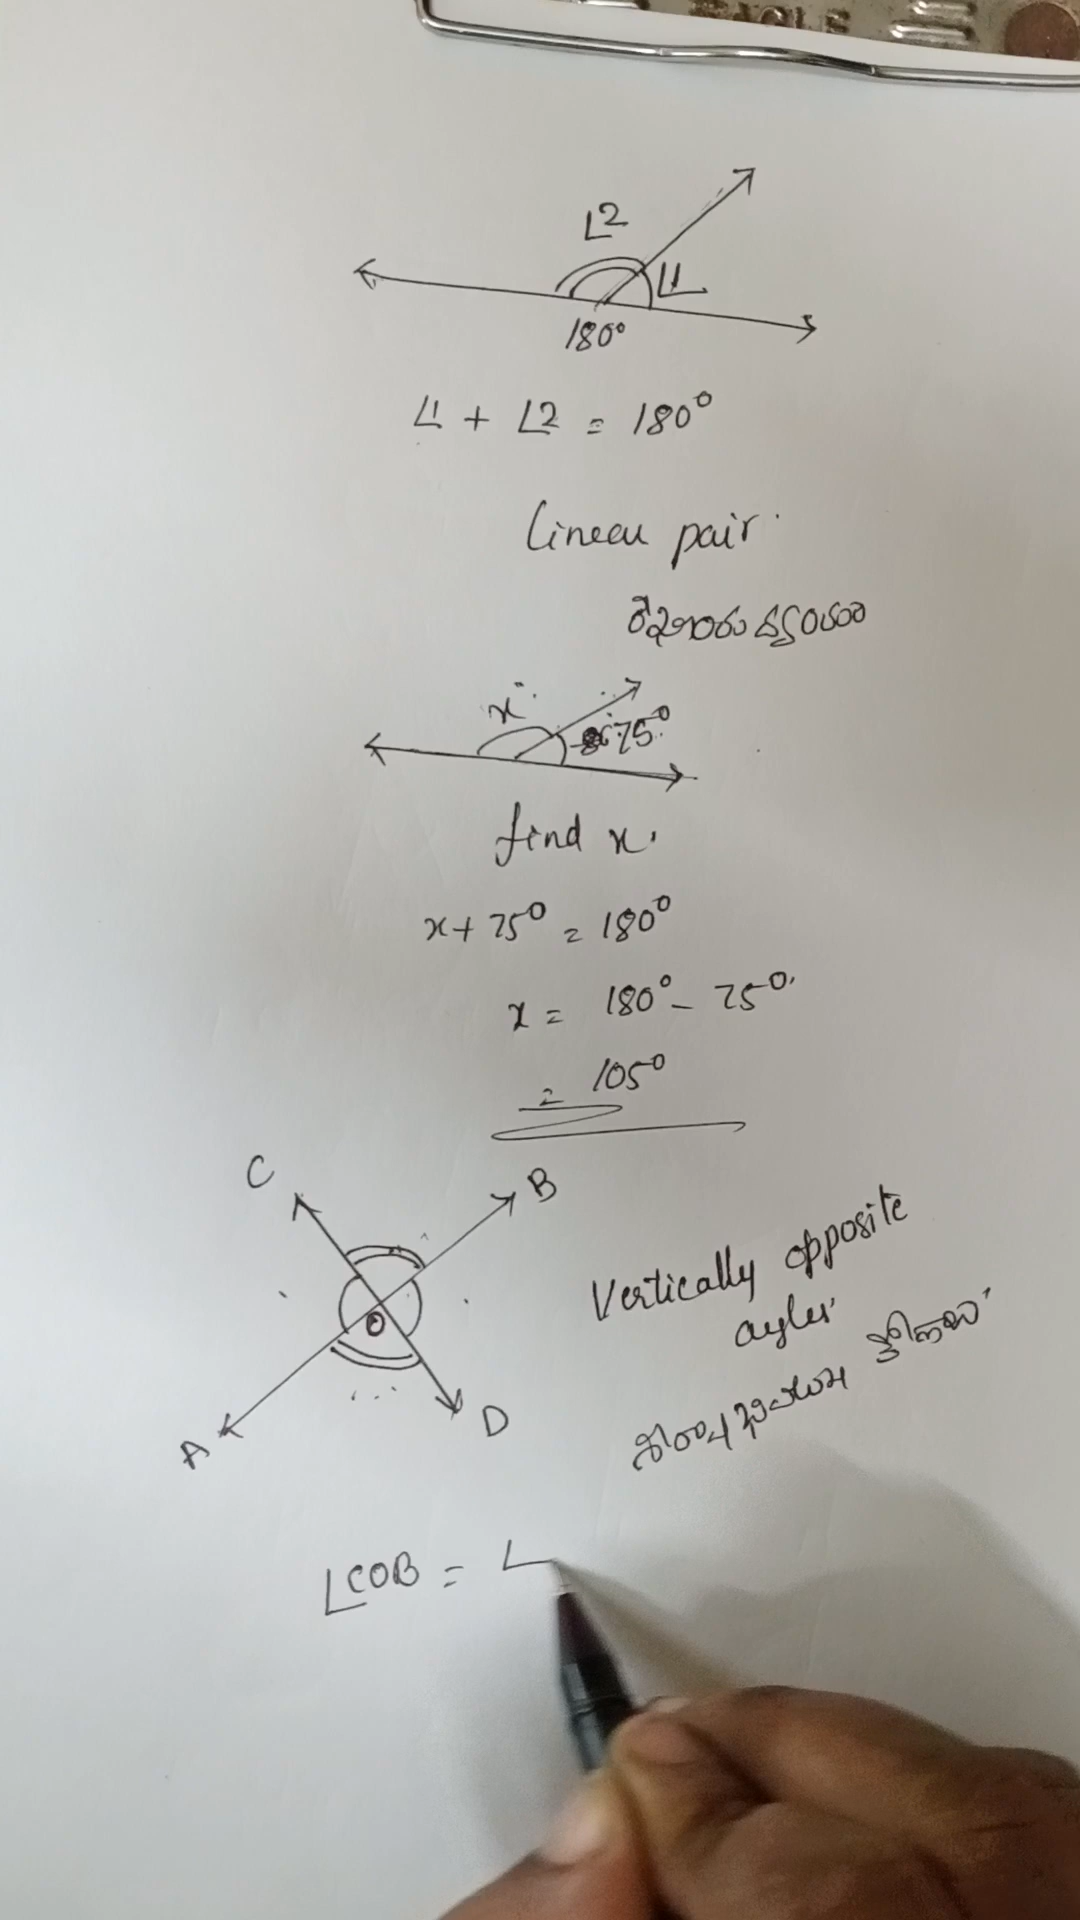 EAGLE
∠2
∠1
180°
∠1 + ∠2 = 180°
linear pair.
x°
75°
find x.
x + 75° = 180°
x = 180° - 75°
= 105°
C
B
O
A
D
Vertically opposite
angles
∠COB = ∠